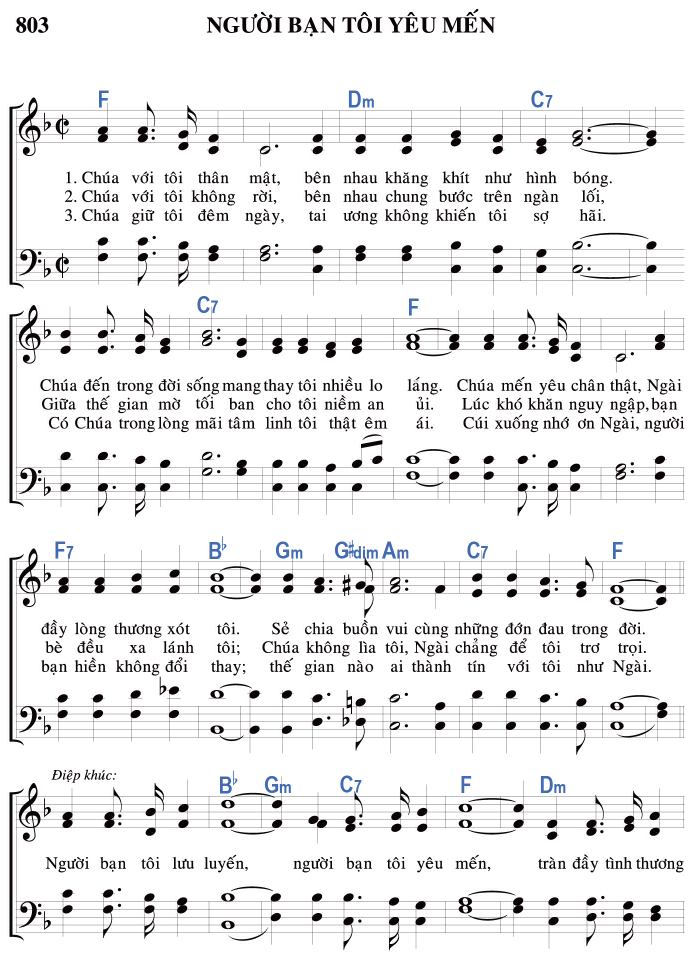 803 NGƯỜI BẠN TÔI YÊU MẾN
F Dm C7
1. Chúa với tôi thân mật, bên nhau khăng khít như hình bóng.
2. Chúa với tôi không rời, bên nhau chung bước trên ngàn lối,
3. Chúa giữ tôi đêm ngày, tai ương không khiến tôi sợ hãi.
C7 F
Chúa đến trong đời sống mang thay tôi nhiều lo láng. Chúa mến yêu chân thật, Ngài
Giữa thế gian mờ tối ban cho tôi niềm an ủi. Lúc khó khăn nguy ngập, bạn
Có Chúa trong lòng mãi tâm linh tôi thật êm ái. Cúi xuống nhớ ơn Ngài, người
F7 B♭ Gm G#dim Am C7 F
đầy lòng thương xót tôi. Sẻ chia buồn vui cùng những đớn đau trong đời.
bè đều xa lánh tôi; Chúa không lìa tôi, Ngài chẳng để tôi trơ trọi.
bạn hiền không đổi thay; thế gian nào ai thành tín với tôi như Ngài.
Điệp khúc:
B♭ Gm C7 F Dm
Người bạn tôi lưu luyến, người bạn tôi yêu mến, tràn đầy tình thương